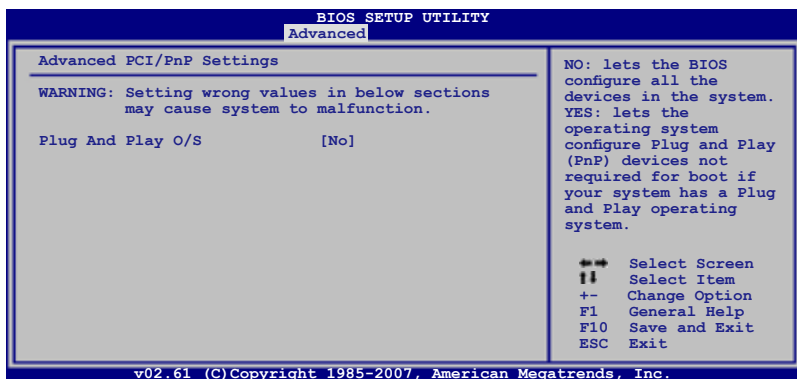 BIOS SETUP UTILITY
Advanced
Advanced PCI/PnP Settings
WARNING: Setting wrong values in below sections
may cause system to malfunction.
Plug And Play O/S [No]
NO: lets the BIOS
configure all the
devices in the system.
YES: lets the
operating system
configure Plug and Play
(PnP) devices not
required for boot if
your system has a Plug
and Play operating
system.
←→ Select Screen
↑↓ Select Item
+- Change Option
F1 General Help
F10 Save and Exit
ESC Exit
v02.61 (C)Copyright 1985-2007, American Megatrends, Inc.